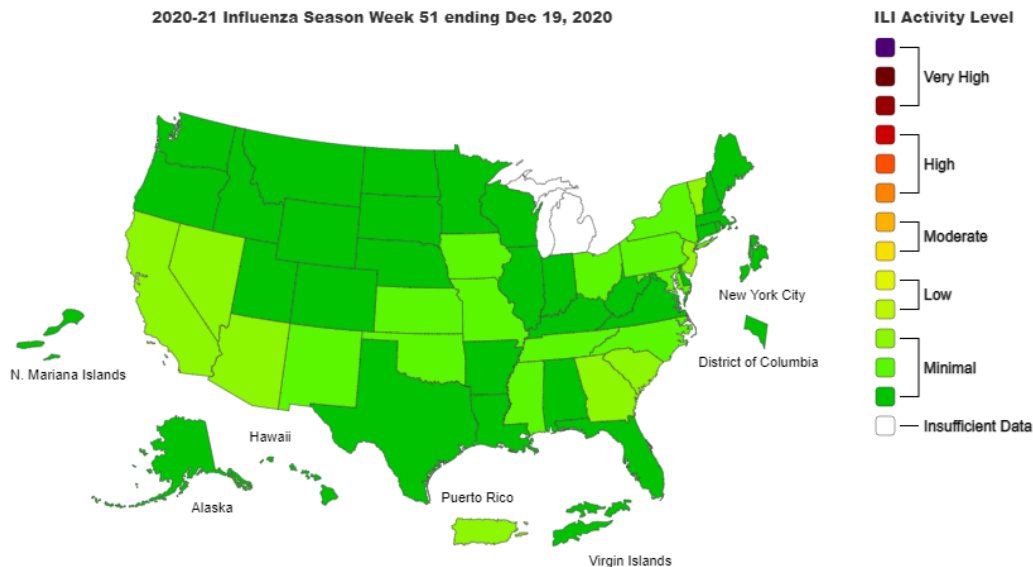 2020-21 Influenza Season Week 51 ending Dec 19, 2020
ILI Activity Level
Very High
High
Moderate
Low
Minimal
Insufficient Data
New York City
District of Columbia
N. Mariana Islands
Hawaii
Alaska
Puerto Rico
Virgin Islands